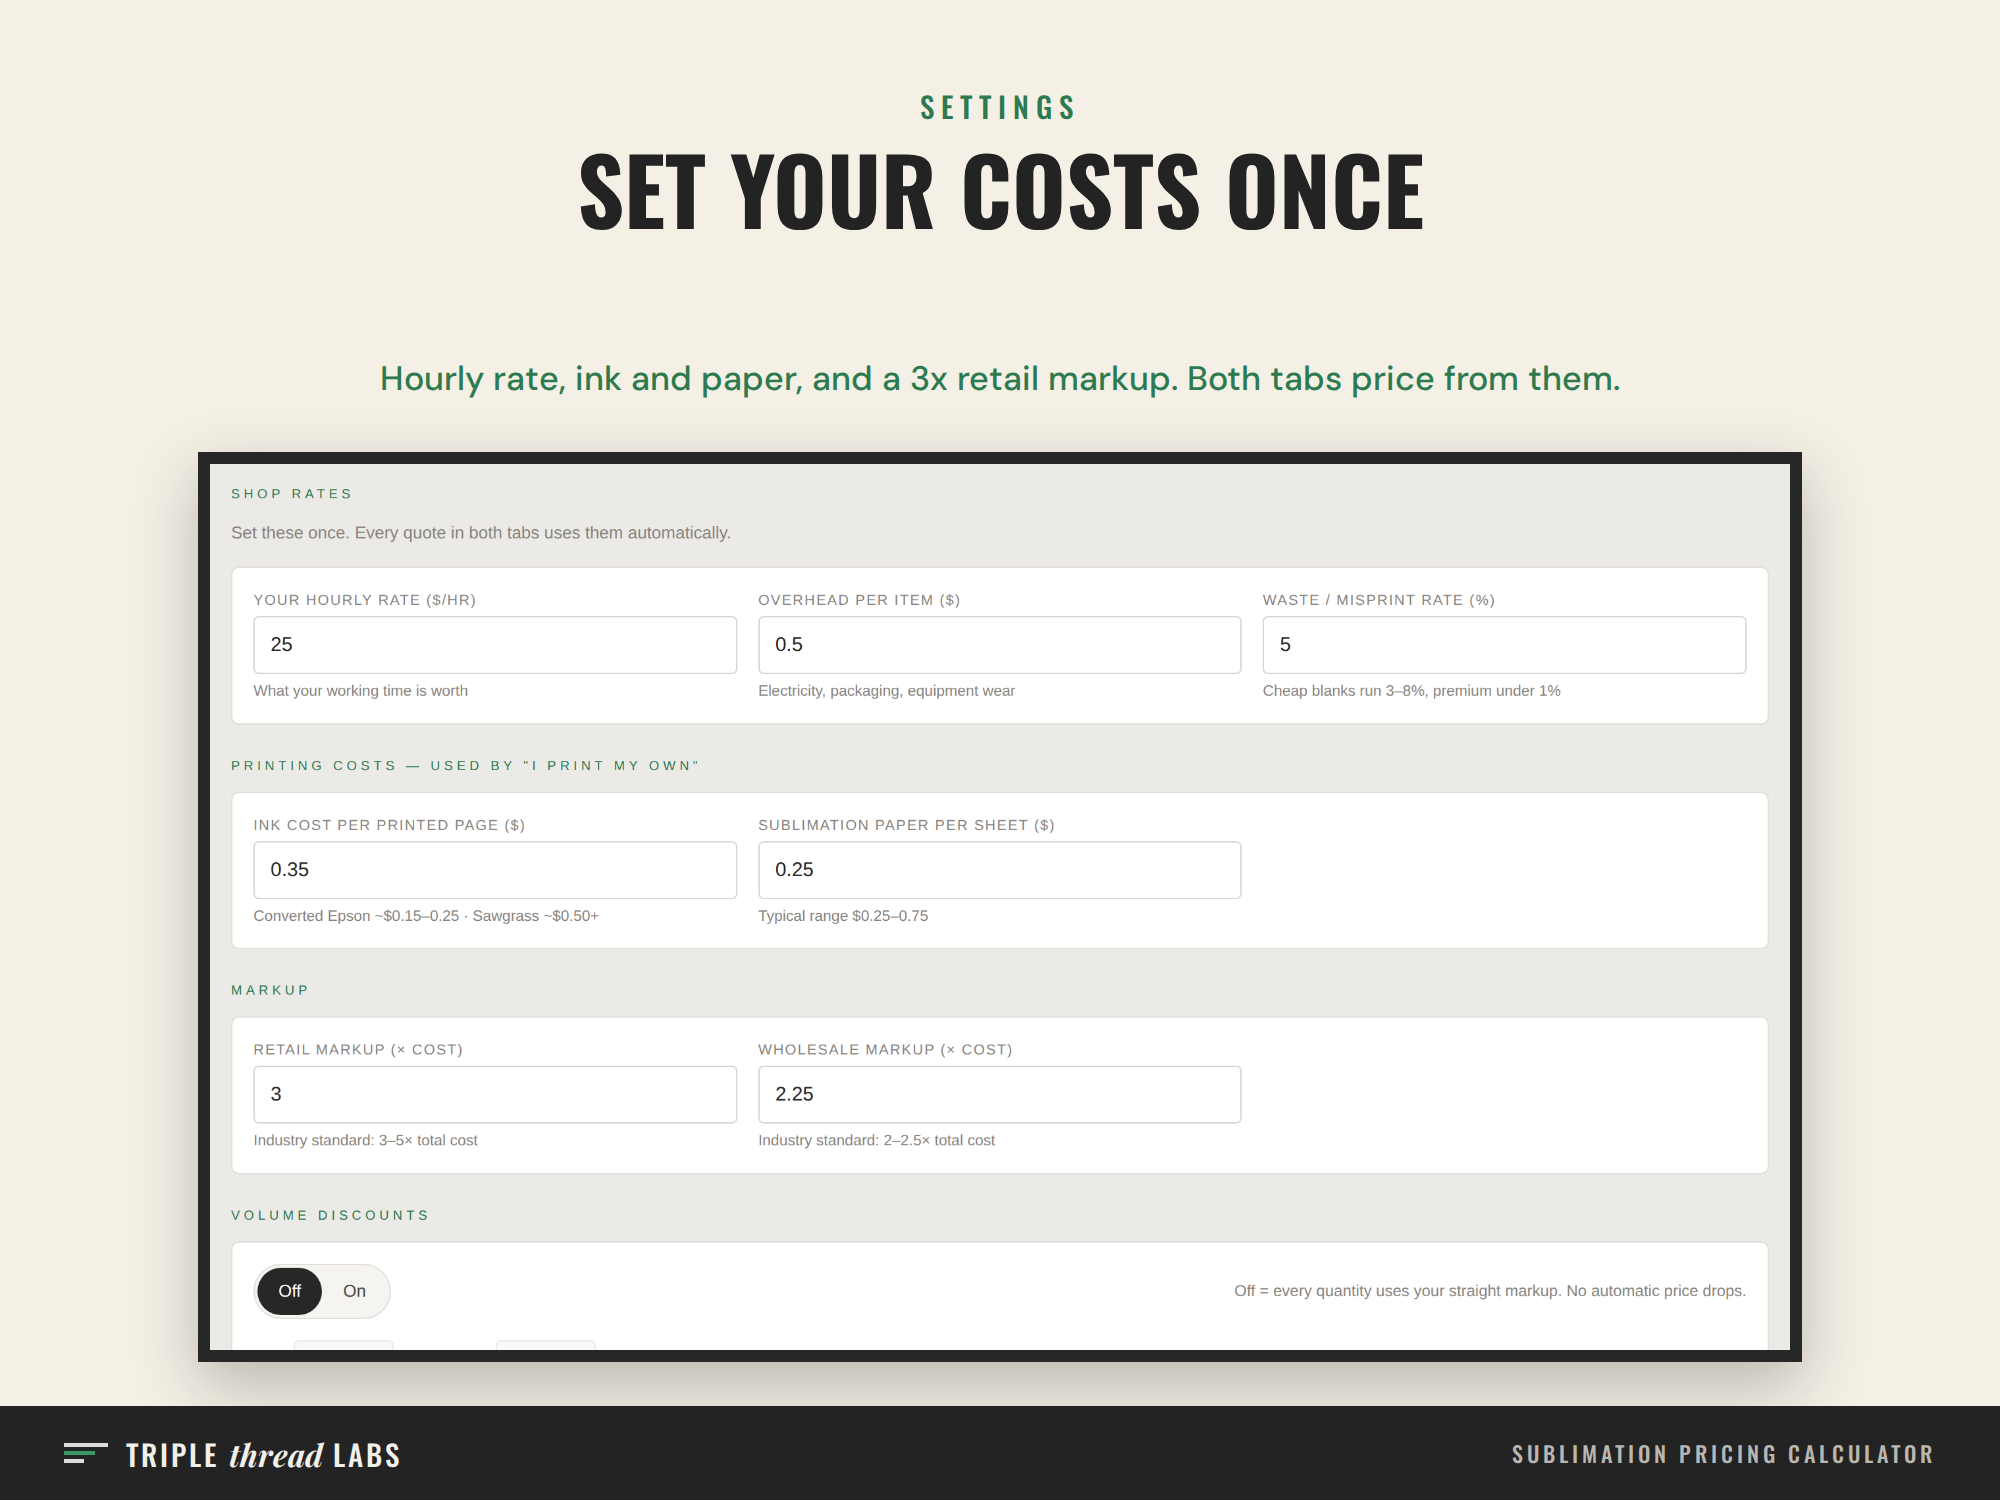 SETTINGS
SET YOUR COSTS ONCE
Hourly rate, ink and paper, and a 3x retail markup. Both tabs price from them.
SHOP RATES
Set these once. Every quote in both tabs uses them automatically.
YOUR HOURLY RATE ($/HR)
OVERHEAD PER ITEM ($)
WASTE / MISPRINT RATE (%)
25
0.5
5
What your working time is worth
Electricity, packaging, equipment wear
Cheap blanks run 3–8%, premium under 1%
PRINTING COSTS — USED BY "I PRINT MY OWN"
INK COST PER PRINTED PAGE ($)
SUBLIMATION PAPER PER SHEET ($)
0.35
0.25
Converted Epson ~$0.15–0.25 · Sawgrass ~$0.50+
Typical range $0.25–0.75
MARKUP
RETAIL MARKUP (× COST)
WHOLESALE MARKUP (× COST)
3
2.25
Industry standard: 3–5× total cost
Industry standard: 2–2.5× total cost
VOLUME DISCOUNTS
Off
On
Off = every quantity uses your straight markup. No automatic price drops.
TRIPLE thread LABS
SUBLIMATION PRICING CALCULATOR